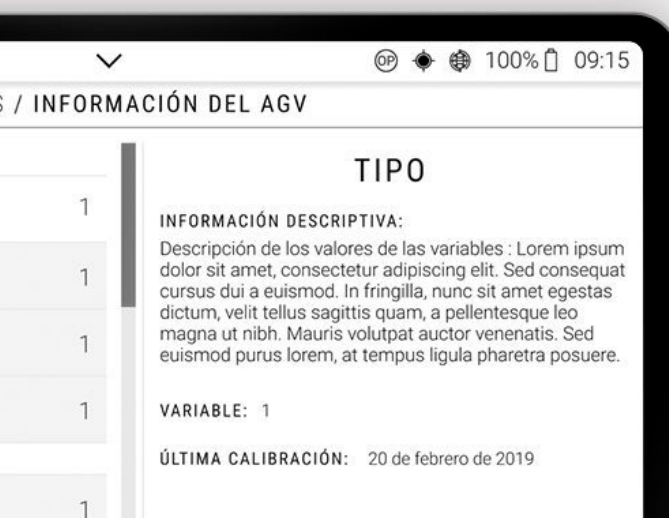 OP 100% 09:15
S / INFORMACIÓN DEL AGV
TIPO
1
INFORMACIÓN DESCRIPTIVA:
Descripción de los valores de las variables : Lorem ipsum
dolor sit amet, consectetur adipiscing elit. Sed consequat
1
cursus dui a euismod. In fringilla, nunc sit amet egestas
dictum, velit tellus sagittis quam, a pellentesque leo
magna ut nibh. Mauris volutpat auctor venenatis. Sed
1
euismod purus lorem, at tempus ligula pharetra posuere.
1
VARIABLE: 1
ÚLTIMA CALIBRACIÓN: 20 de febrero de 2019
1